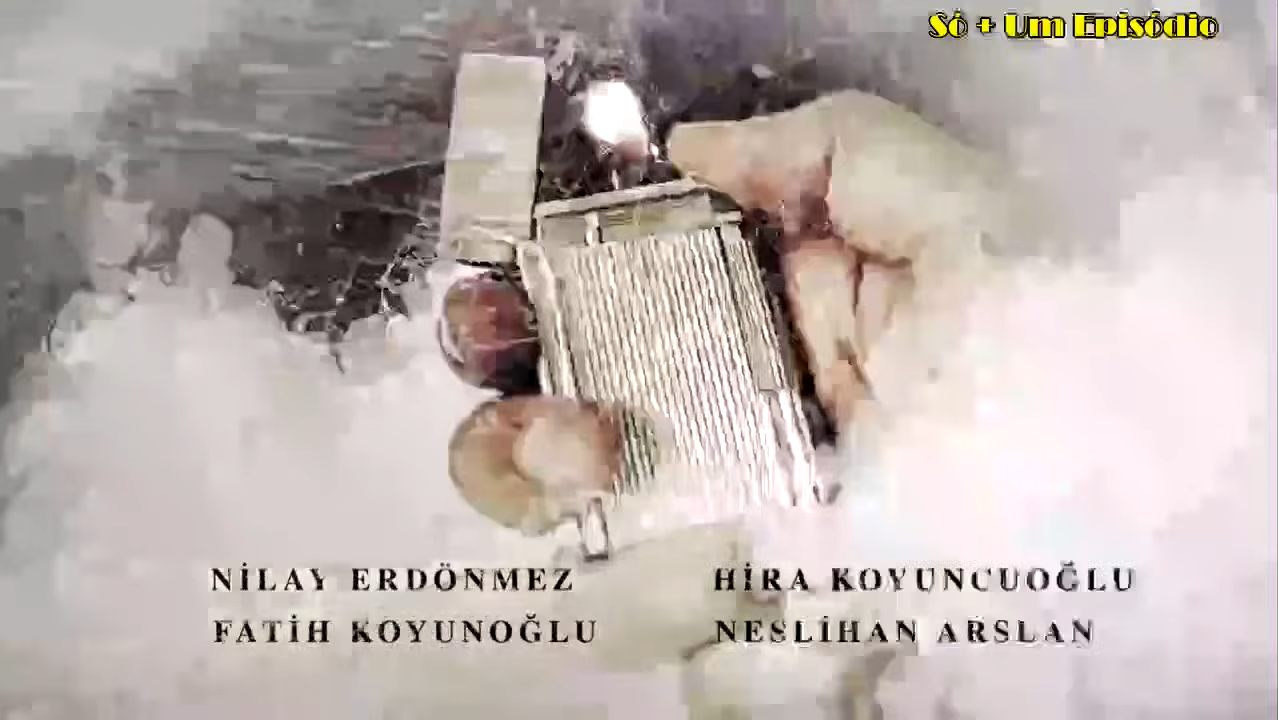 Só + Um Episódio
NİLAY ERDÖNMEZ
HİRA KOYUNCUOĞLU
FATİH KOYUNOĞLU
NESLİHAN ARSLAN